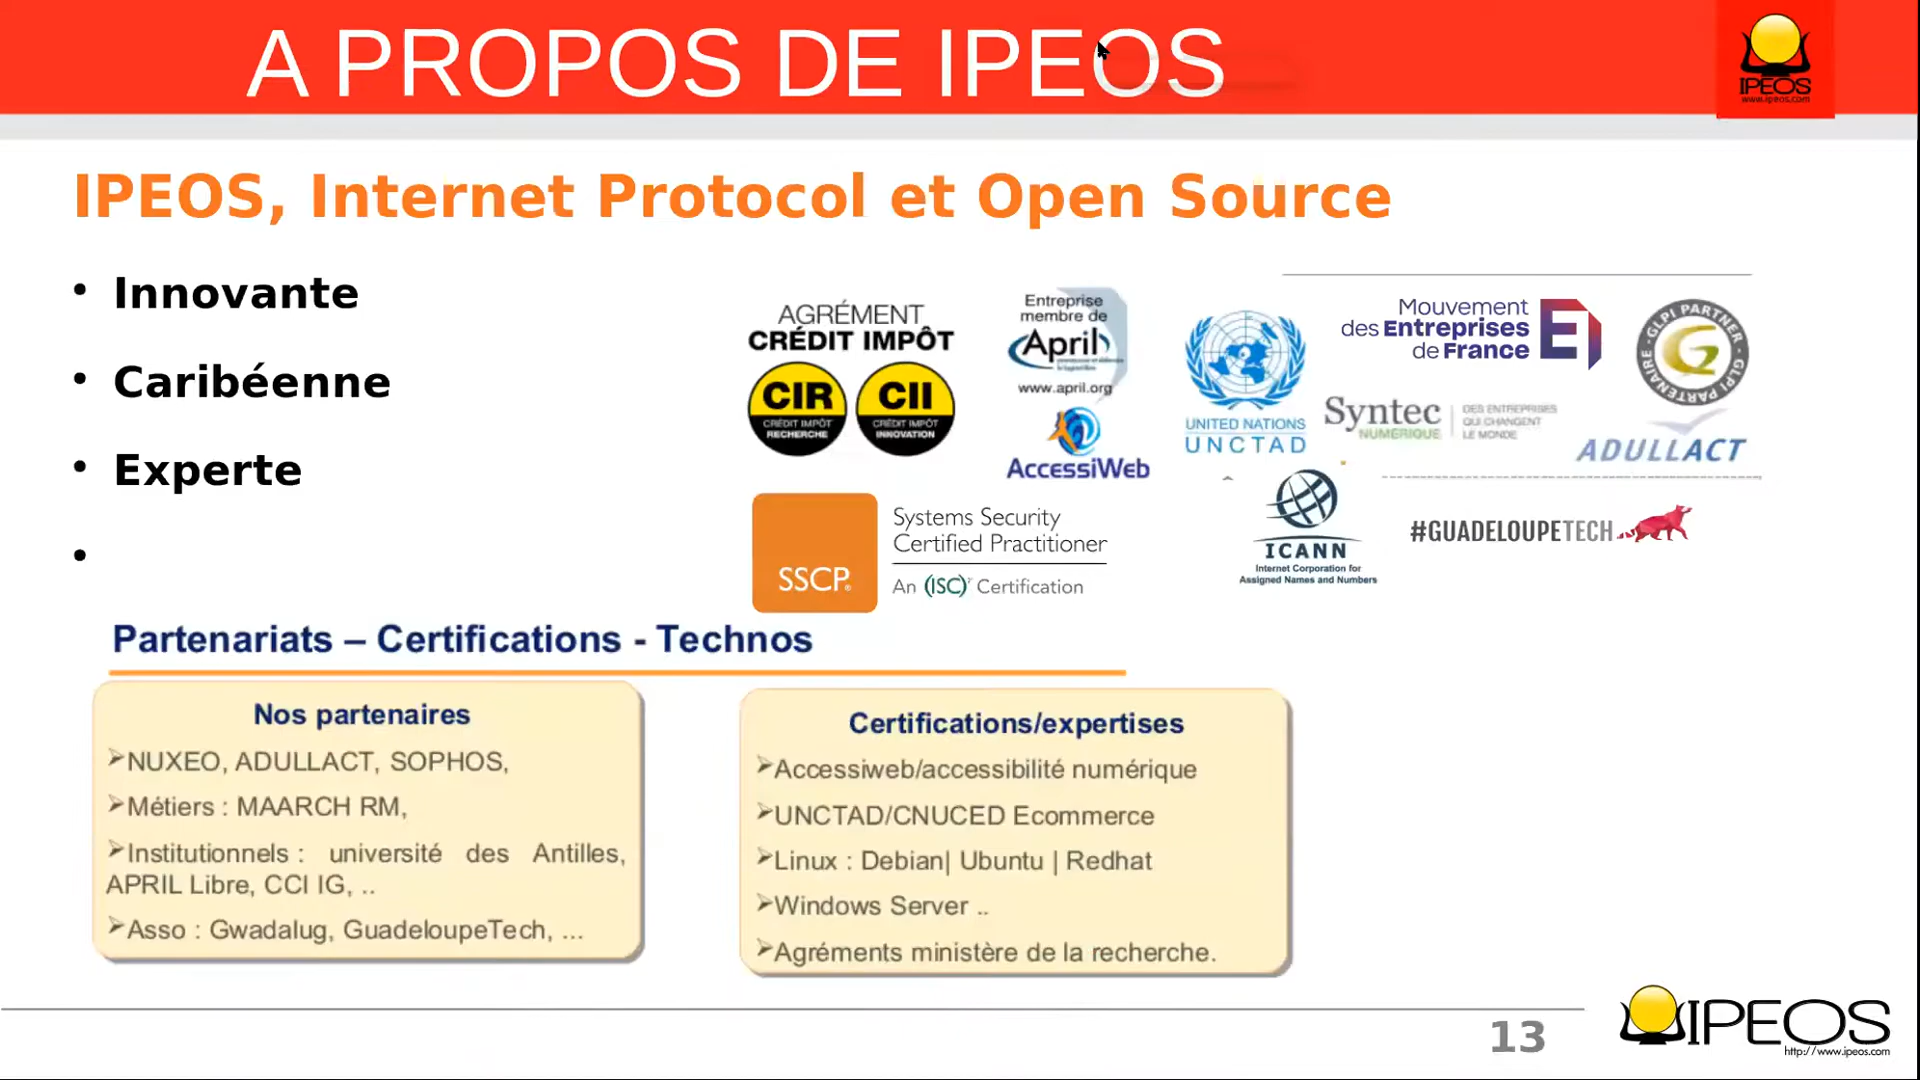 A PROPOS DE IPEOS
IPEOS
www.ipeos.com
IPEOS, Internet Protocol et Open Source
• Innovante
• Caribéenne
• Experte
•
AGRÉMENT
CRÉDIT IMPÔT
CIR
CRÉDIT IMPÔT
RECHERCHE
CII
CRÉDIT IMPÔT
INNOVATION
Entreprise
membre de
April
www.april.org
AccessiWeb
UNITED NATIONS
UNCTAD
Mouvement
des Entreprises
de France
GLPI PARTNER - GLPI PARTENAIRE -
G
Syntec
NUMÉRIQUE
DES ENTREPRISES
QUI CHANGENT
LE MONDE
ADULLACT
SSCP®
Systems Security
Certified Practitioner
An (ISC)² Certification
ICANN
Internet Corporation for
Assigned Names and Numbers
#GUADELOUPETECH
Partenariats – Certifications - Technos
Nos partenaires
➢NUXEO, ADULLACT, SOPHOS,
➢Métiers : MAARCH RM,
➢Institutionnels : université des Antilles,
APRIL Libre, CCI IG, ..
➢Asso : Gwadalug, GuadeloupeTech, ...
Certifications/expertises
➢Accessiweb/accessibilité numérique
➢UNCTAD/CNUCED Ecommerce
➢Linux : Debian| Ubuntu | Redhat
➢Windows Server ..
➢Agréments ministère de la recherche.
13
IPEOS
http://www.ipeos.com